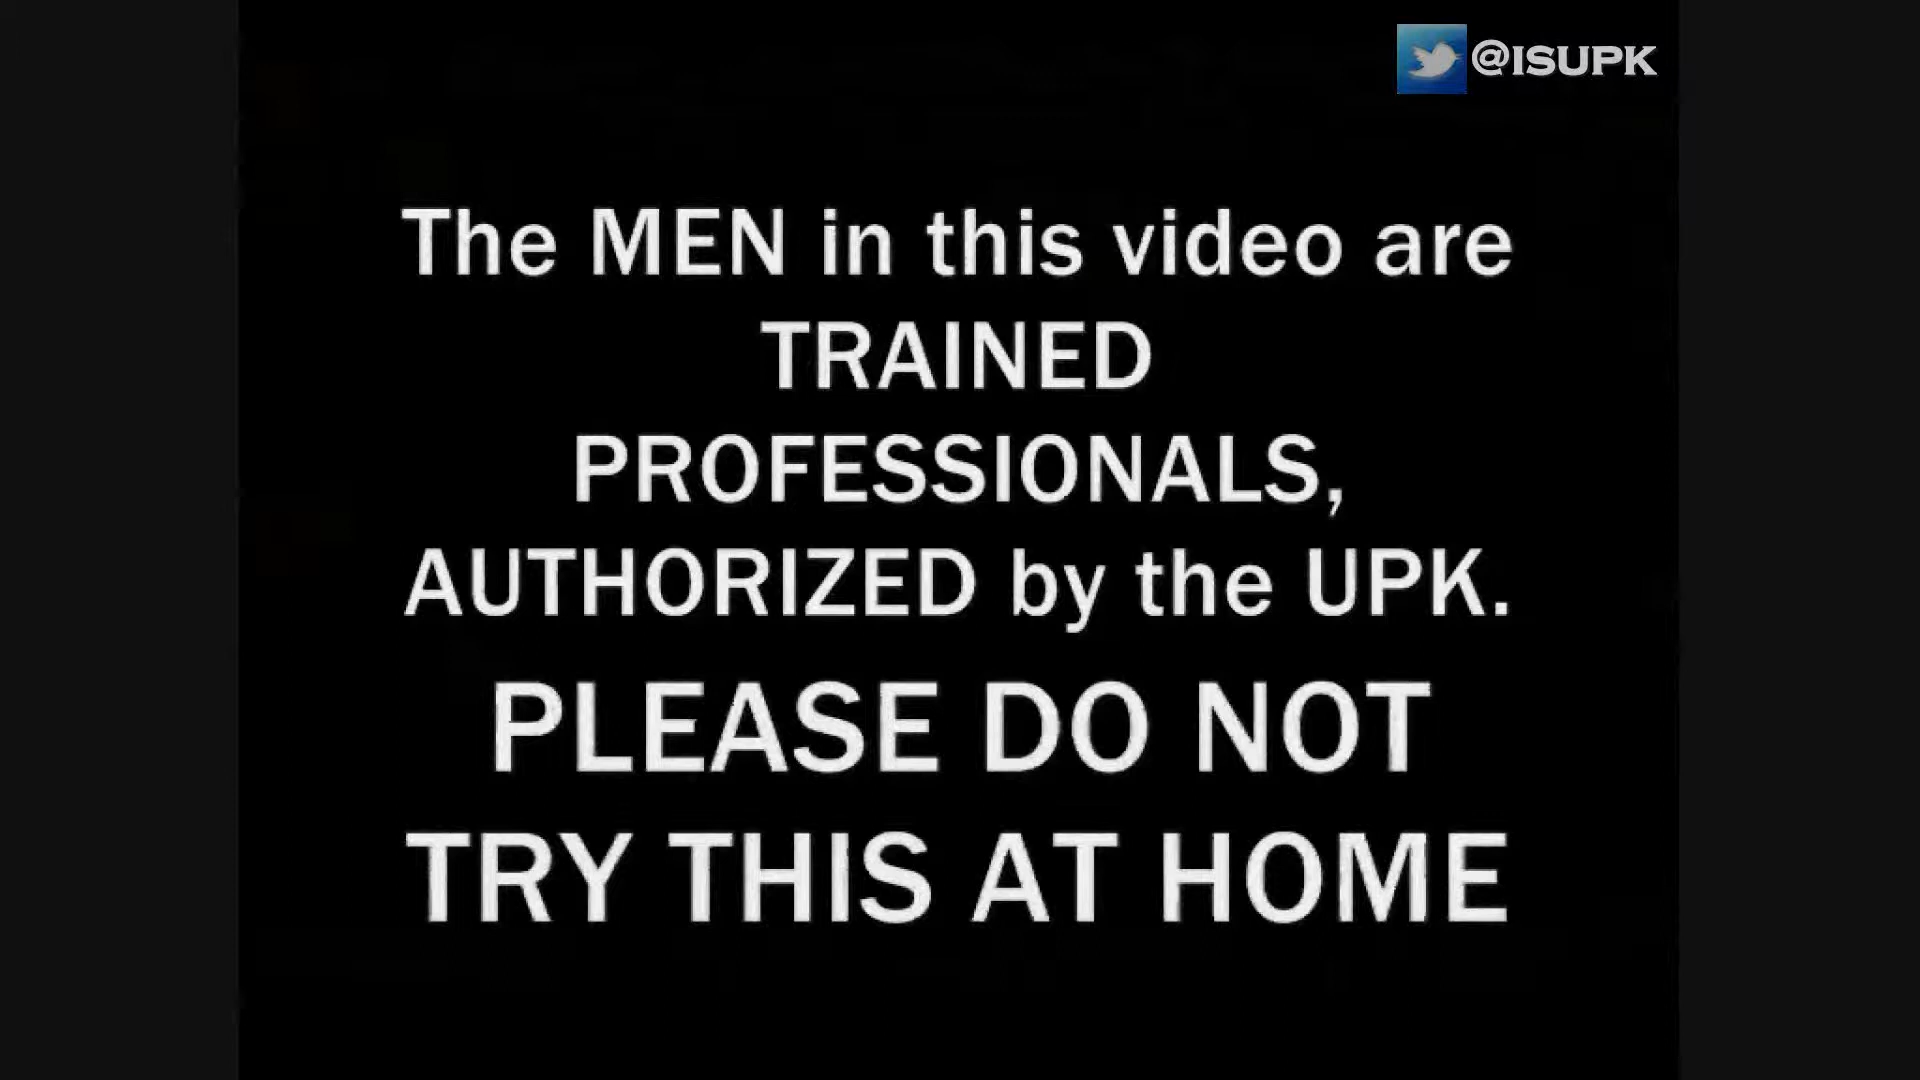 @ISUPK
The MEN in this video are
TRAINED
PROFESSIONALS,
AUTHORIZED by the UPK.
PLEASE DO NOT
TRY THIS AT HOME